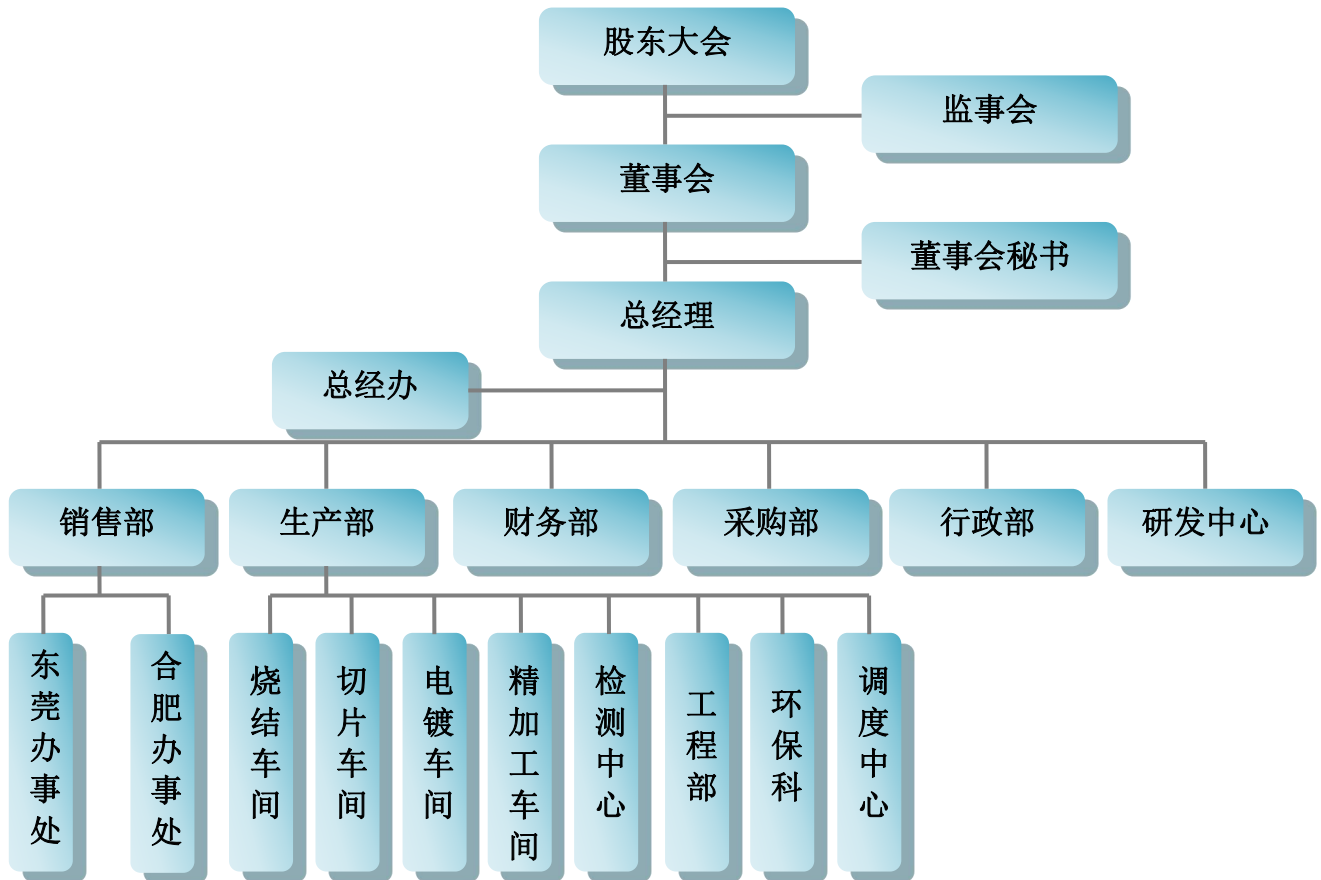 股东大会
监事会
董事会
董事会秘书
总经理
总经办
销售部
生产部
财务部
采购部
行政部
研发中心
东莞办事处
合肥办事处
烧结车间
切片车间
电镀车间
精加工车间
检测中心
工程部
环保科
调度中心